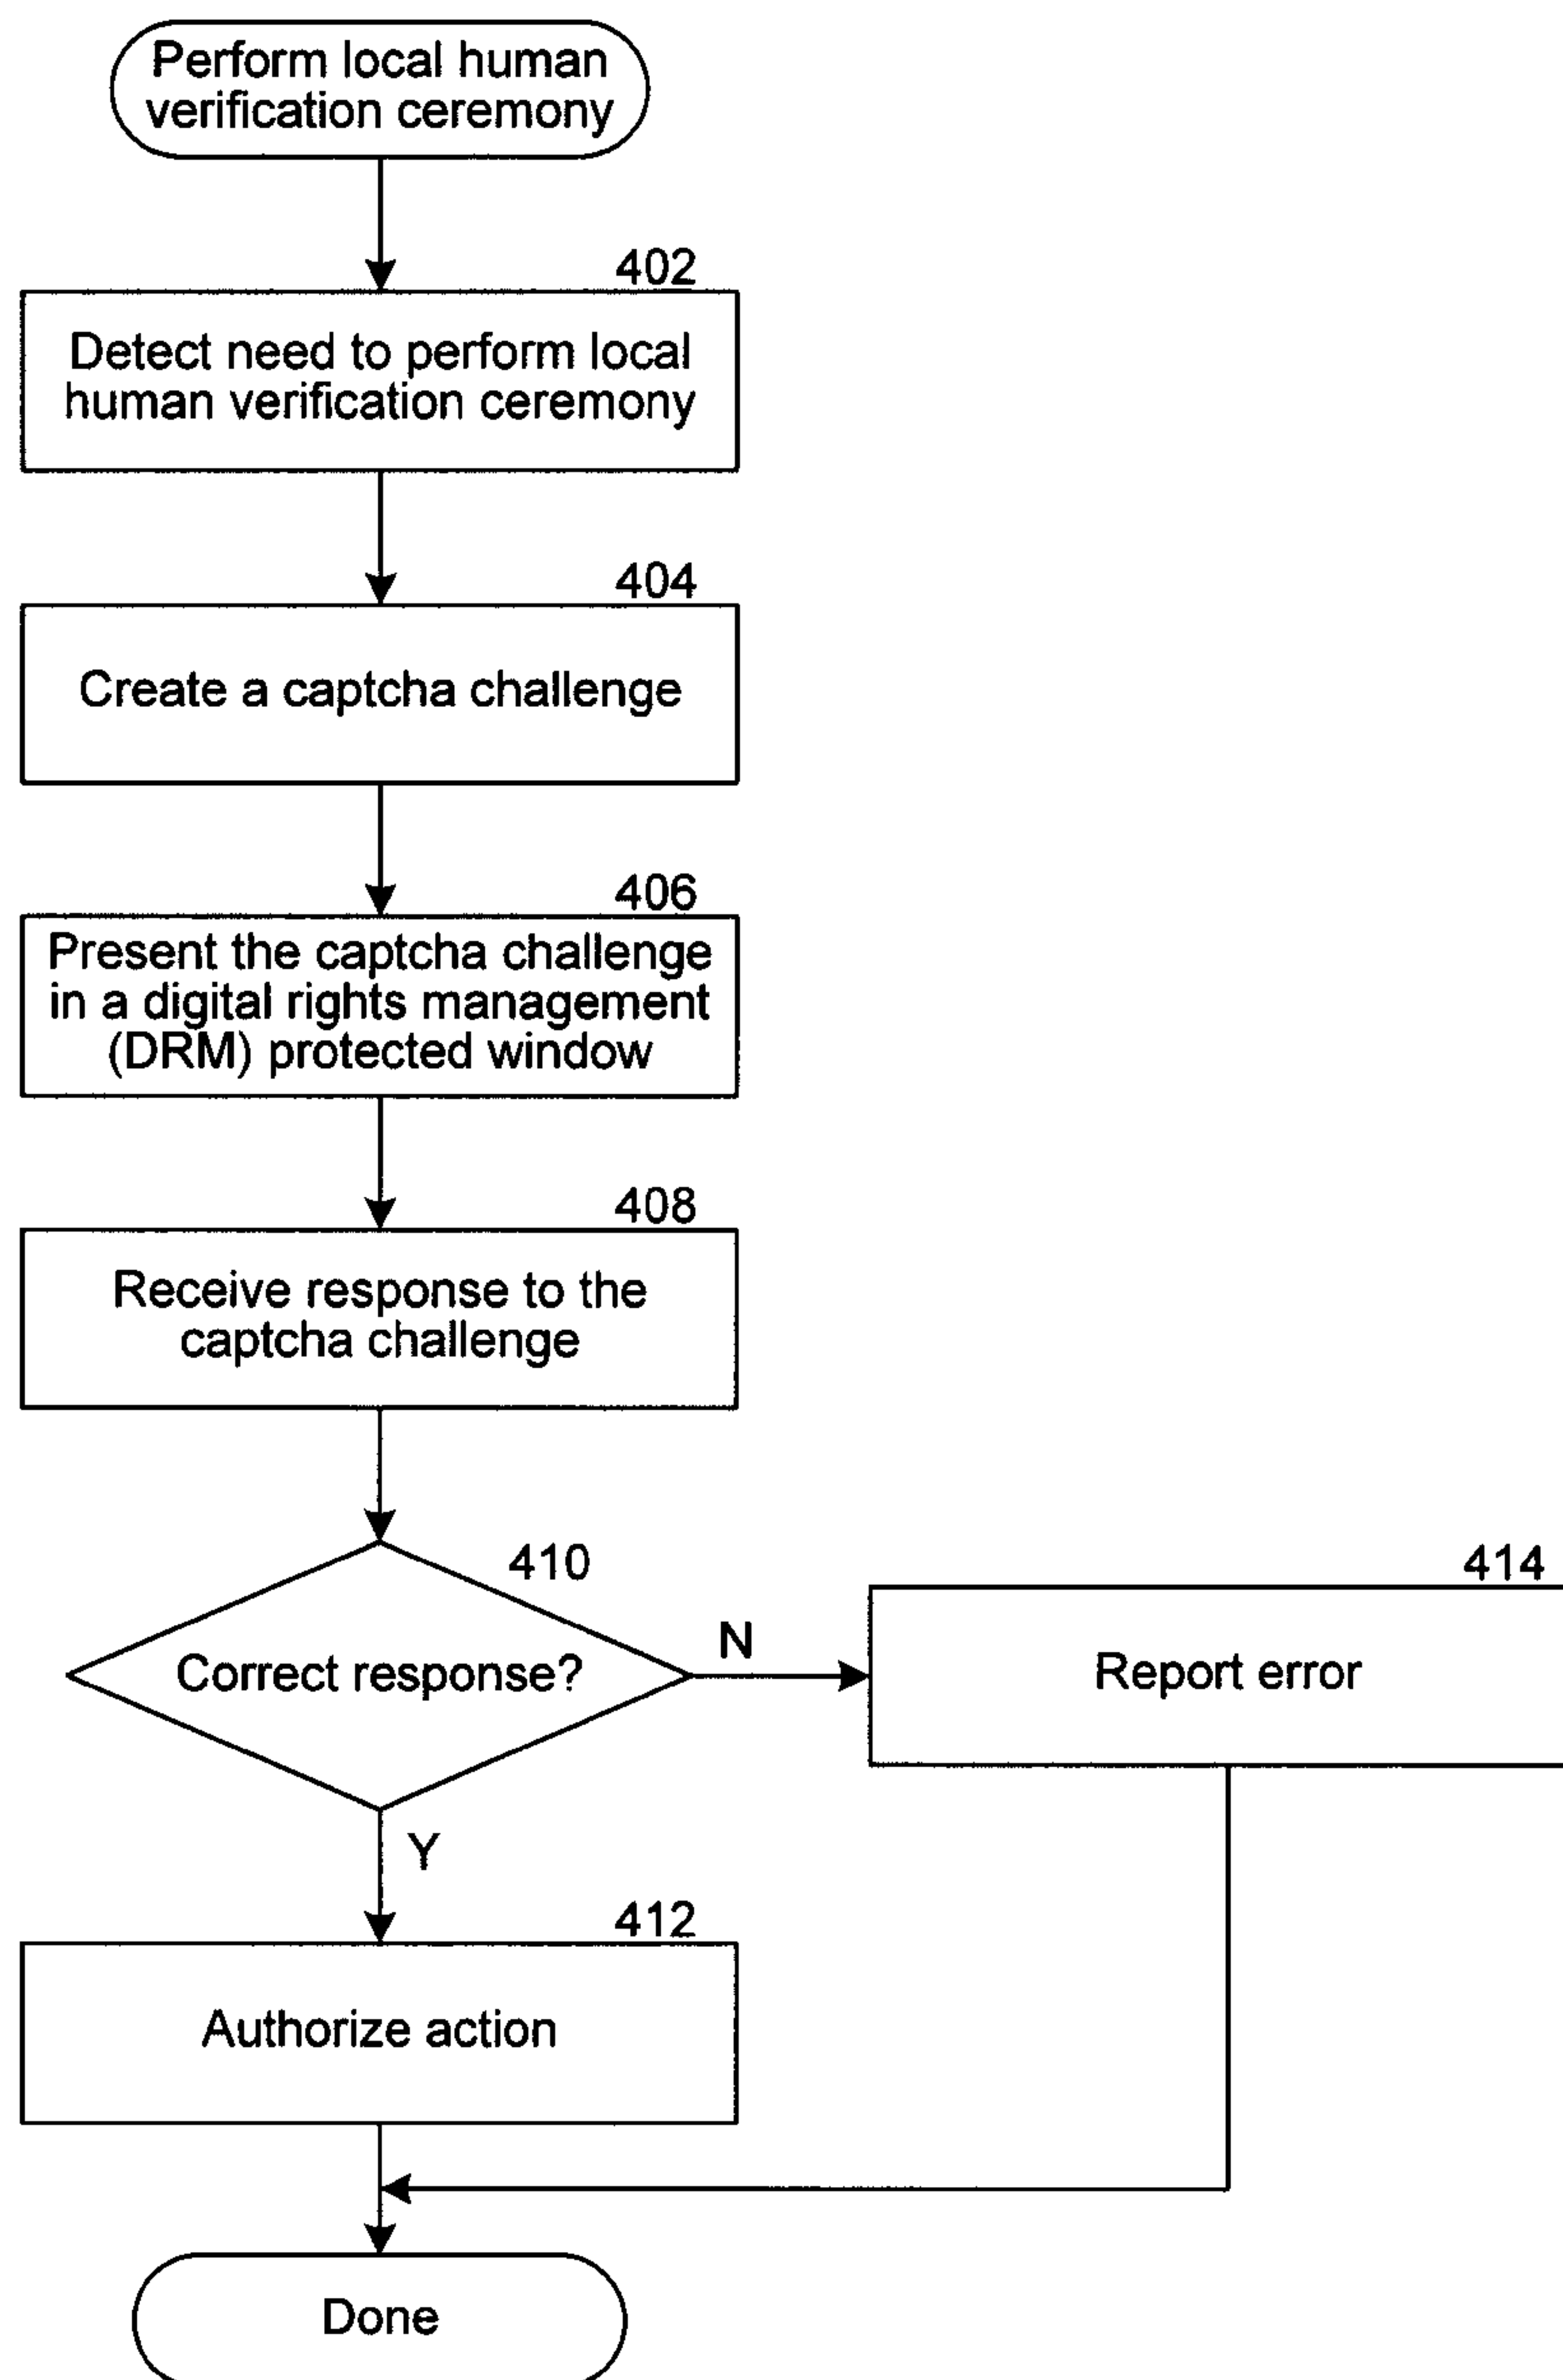 Perform local human
verification ceremony
402
Detect need to perform local
human verification ceremony
404
Create a captcha challenge
406
Present the captcha challenge
in a digital rights management
(DRM) protected window
408
Receive response to the
captcha challenge
410
Correct response?
N
414
Report error
Y
412
Authorize action
Done